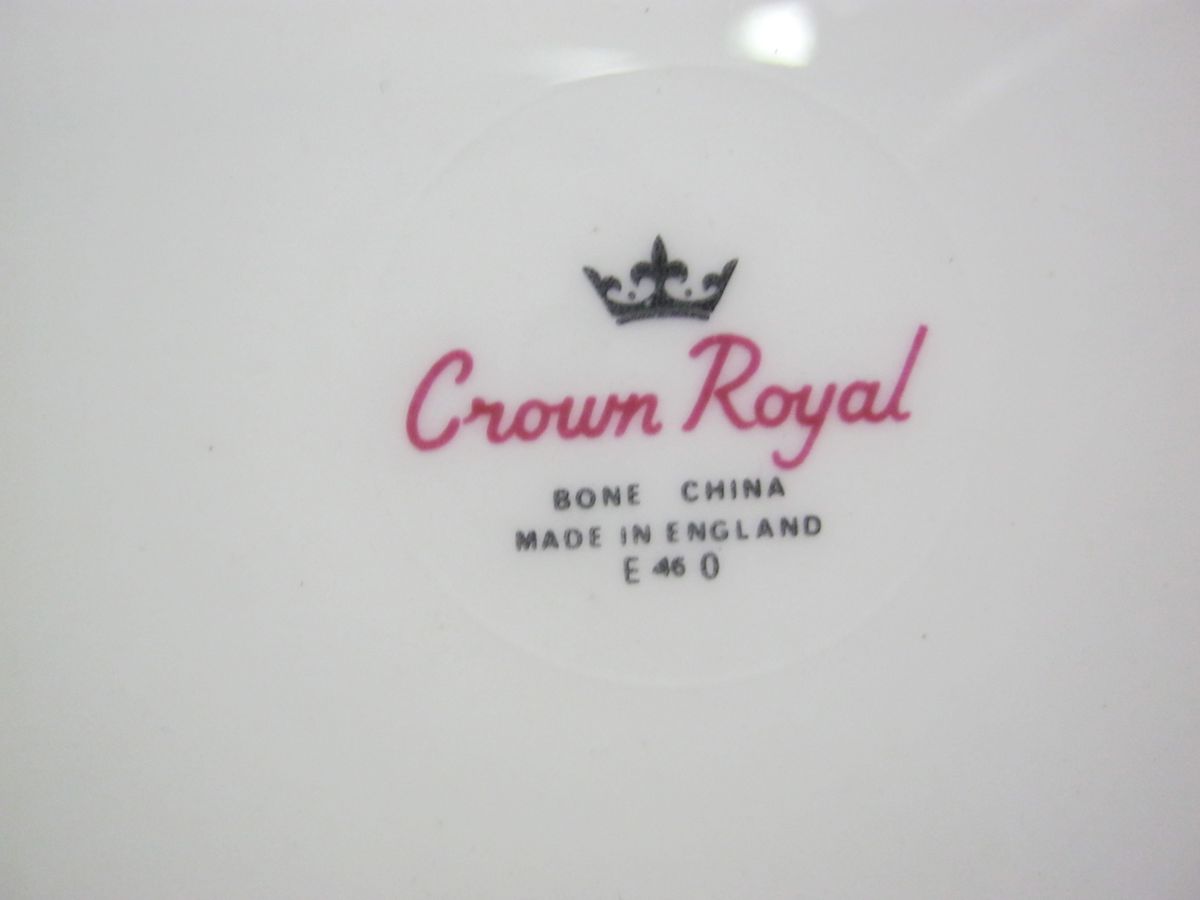 Crown Royal
BONE CHINA
MADE IN ENGLAND
E 46 0